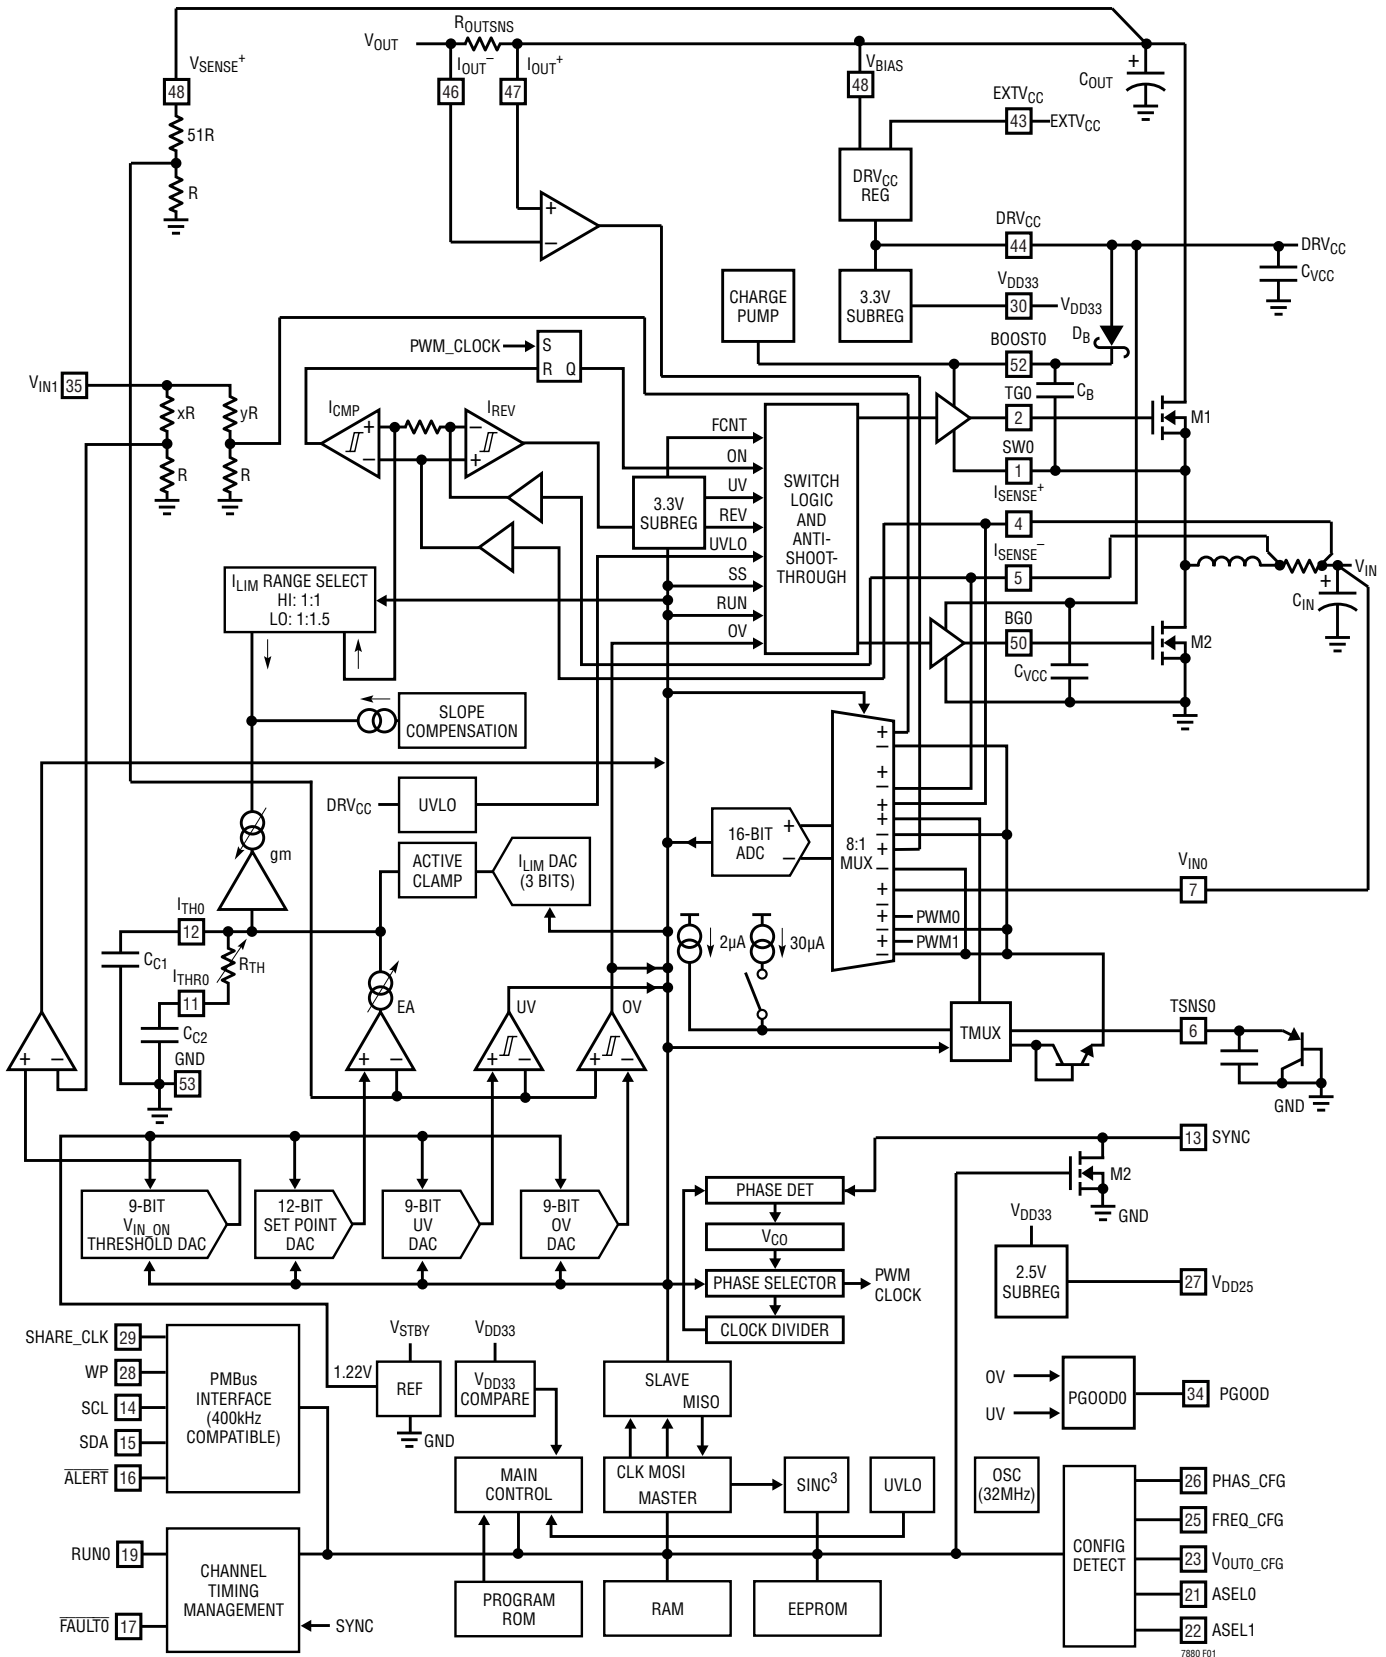 VOUT
ROUTSNS
IOUT–
IOUT+
46
47
VSENSE+
48
51R
R
VBIAS
48
COUT
+
EXTVCC
43
EXTVCC
DRVCC
REG
DRVCC
44
DRVCC
CVCC
+
–
CHARGE
PUMP
3.3V
SUBREG
VDD33
30
VDD33
DB
BOOST0
52
CB
TG0
2
M1
SW0
1
PWM_CLOCK
S
R
Q
VIN1
35
xR
yR
R
R
ICMP
+
–
IREV
–
+
3.3V
SUBREG
FCNT
ON
UV
REV
UVLO
SS
RUN
OV
SWITCH
LOGIC
AND
ANTI-
SHOOT-
THROUGH
ISENSE+
4
ISENSE–
5
VIN
+
CIN
BG0
50
M2
CVCC
ILIM RANGE SELECT
HI: 1:1
LO: 1:1.5
SLOPE
COMPENSATION
DRVCC
UVLO
gm
ACTIVE
CLAMP
ILIM DAC
(3 BITS)
16-BIT
ADC
+
–
8:1
MUX
+
–
+
–
+
+
–
+
–
+
–
+
PWM0
–
+
PWM1
–
VIN0
7
2µA
30µA
ITH0
12
CC1
RTH
ITHR0
11
CC2
GND
53
EA
UV
OV
+
–
+
–
+
+
TMUX
TSNS0
6
GND
13
SYNC
M2
GND
9-BIT
VIN_ON
THRESHOLD DAC
12-BIT
SET POINT
DAC
9-BIT
UV
DAC
9-BIT
OV
DAC
PHASE DET
VCO
PHASE SELECTOR
PWM
CLOCK
CLOCK DIVIDER
VDD33
2.5V
SUBREG
27
VDD25
SHARE_CLK
29
WP
28
SCL
14
SDA
15
ALERT
16
PMBus
INTERFACE
(400kHz
COMPATIBLE)
1.22V
VSTBY
REF
GND
VDD33
VDD33
COMPARE
SLAVE
MISO
OV
UV
PGOOD0
34
PGOOD
MAIN
CONTROL
CLK MOSI
MASTER
SINC3
UVLO
OSC
(32MHz)
RUN0
19
FAULT0
17
CHANNEL
TIMING
MANAGEMENT
SYNC
PROGRAM
ROM
RAM
EEPROM
CONFIG
DETECT
26
PHAS_CFG
25
FREQ_CFG
23
VOUT0_CFG
21
ASEL0
22
ASEL1
7880 F01